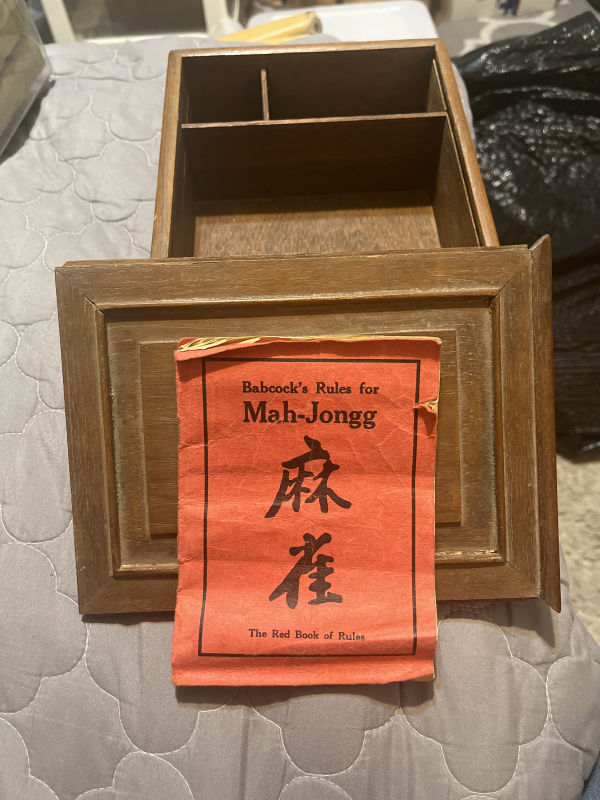 Babcock's Rules for
Mah-Jongg
麻
雀
The Red Book of Rules